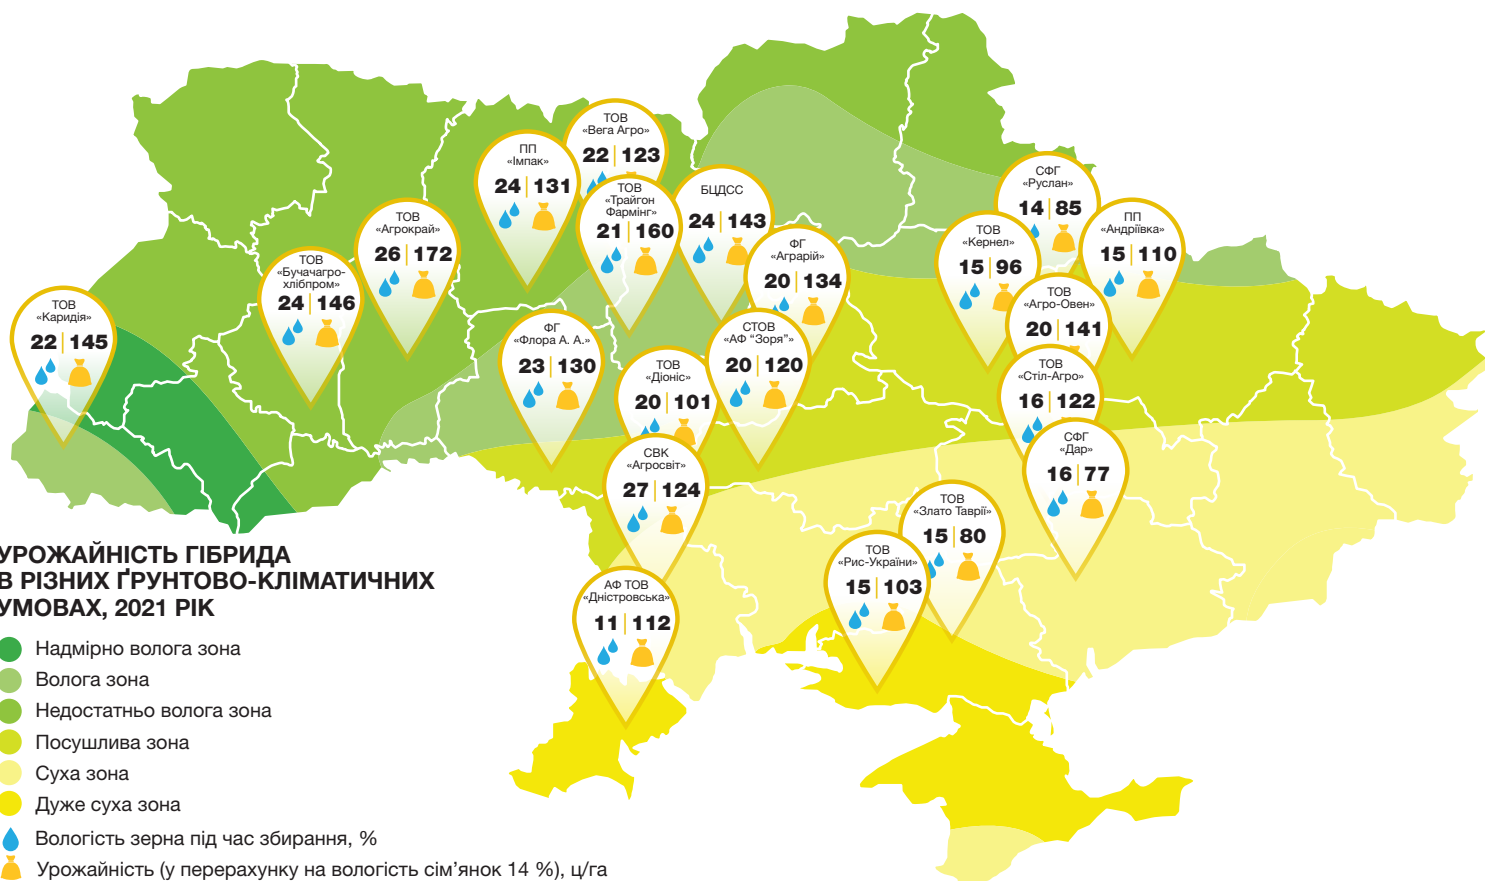 ТОВ
«Вега Агро»
22 | 123
ПП
«Імпак»
24 | 131
ТОВ
«Трайгон
Фармінг»
21 | 160
БЦДСС
24 | 143
СФГ
«Руслан»
14 | 85
ТОВ
«Агрокрай»
26 | 172
ПП
«Андріївка»
15 | 110
ТОВ
«Кернел»
15 | 96
ФГ
«Аграрій»
20 | 134
ТОВ
«Бучачагро-
хлібпром»
24 | 146
ТОВ
«Каридія»
22 | 145
ТОВ
«Агро-Овен»
20 | 141
ФГ
«Флора А. А.»
23 | 130
СТОВ
«АФ “Зоря”»
20 | 120
ТОВ
«Діоніс»
20 | 101
ТОВ
«Стіл-Агро»
16 | 122
СФГ
«Дар»
16 | 77
СВК
«Агросвіт»
27 | 124
ТОВ
«Злато Таврії»
15 | 80
ТОВ
«Рис-України»
15 | 103
АФ ТОВ
«Дністровська»
11 | 112
УРОЖАЙНІСТЬ ГІБРИДА
В РІЗНИХ ҐРУНТОВО-КЛІМАТИЧНИХ
УМОВАХ, 2021 РІК
Надмірно волога зона
Волога зона
Недостатньо волога зона
Посушлива зона
Суха зона
Дуже суха зона
Вологість зерна під час збирання, %
Урожайність (у перерахунку на вологість сім’янок 14 %), ц/га